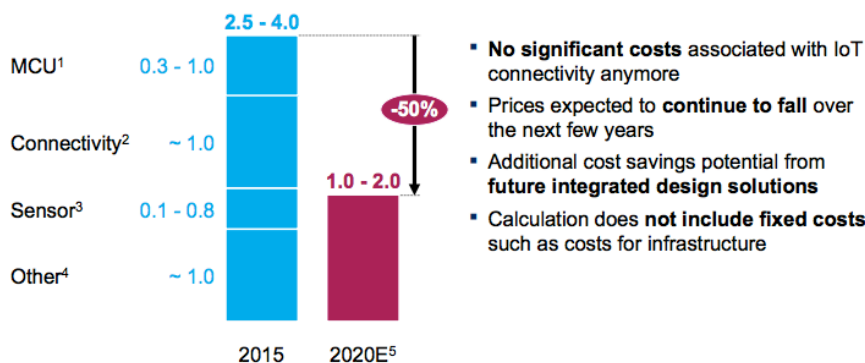 2.5 - 4.0
MCU¹ 0.3 - 1.0
-50%
Connectivity² ~ 1.0
1.0 - 2.0
Sensor³ 0.1 - 0.8
Other⁴ ~ 1.0
2015 2020E⁵
▪ No significant costs associated with IoT
connectivity anymore
▪ Prices expected to continue to fall over
the next few years
▪ Additional cost savings potential from
future integrated design solutions
▪ Calculation does not include fixed costs
such as costs for infrastructure